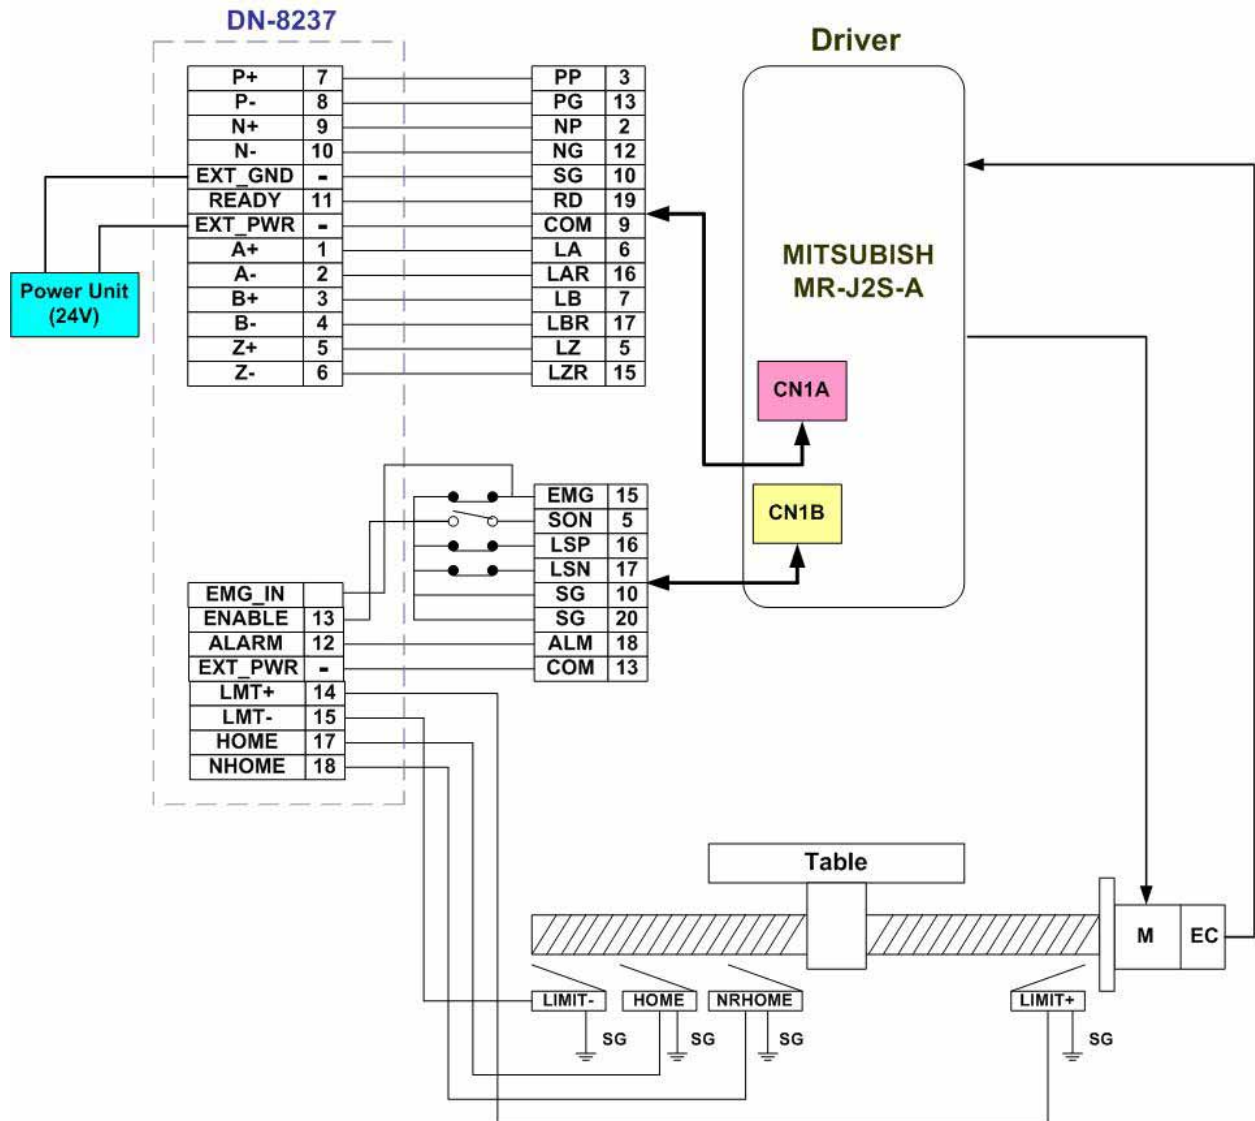 DN-8237
Driver
P+ 7 PP 3
P- 8 PG 13
N+ 9 NP 2
N- 10 NG 12
EXT_GND - SG 10
READY 11 RD 19
EXT_PWR - COM 9
A+ 1 LA 6
A- 2 LAR 16
B+ 3 LB 7
B- 4 LBR 17
Z+ 5 LZ 5
Z- 6 LZR 15
Power Unit
(24V)
MITSUBISH
MR-J2S-A
CN1A
CN1B
EMG 15
SON 5
LSP 16
LSN 17
EMG_IN SG 10
ENABLE 13 SG 20
ALARM 12 ALM 18
EXT_PWR - COM 13
LMT+ 14
LMT- 15
HOME 17
NHOME 18
Table
M EC
LIMIT- HOME NRHOME LIMIT+
SG SG SG SG